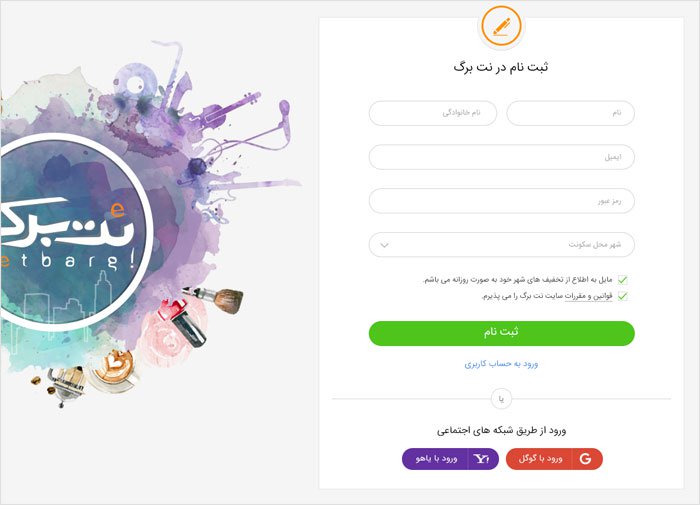 ثبت نام در نت برگ
نام
نام خانوادگی
ایمیل
رمز عبور
شهر محل سکونت
مایل به اطلاع از تخفیف های شهر خود به صورت روزانه می باشم.
قوانین و مقررات سایت نت برگ را می پذیرم.
ثبت نام
ورود به حساب کاربری
یا
ورود از طریق شبکه های اجتماعی
ورود با گوگل
G
ورود با یاهو
Y!
نت برگ
etbarg!
e